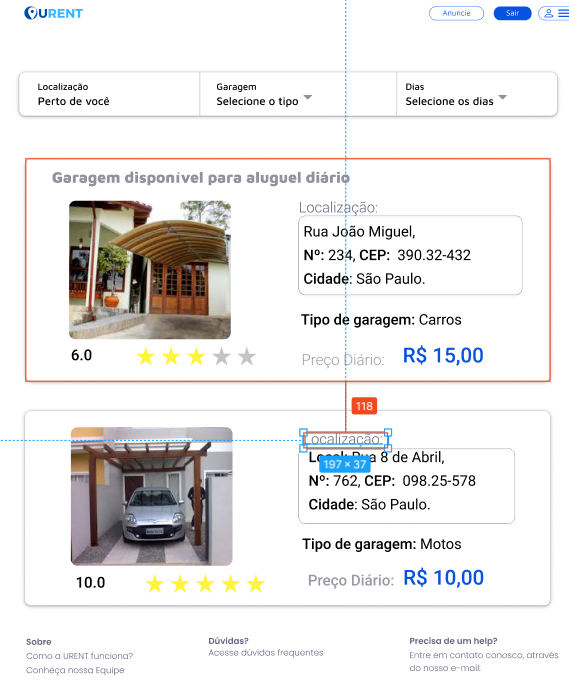 URENT
Anuncie
Sair
Localização
Garagem
Dias
Perto de você
Selecione o tipo
Selecione os dias
Garagem disponível para aluguel diário
Localização:
Rua João Miguel,
Nº: 234, CEP: 390.32-432
Cidade: São Paulo.
Tipo de garagem: Carros
6.0
Preço Diário: R$ 15,00
118
Localização:
Local: Rua 8 de Abril,
197 × 37
Nº: 762, CEP: 098.25-578
Cidade: São Paulo.
Tipo de garagem: Motos
10.0
Preço Diário: R$ 10,00
Sobre
Como a URENT funciona?
Conheça nossa Equipe
Dúvidas?
Acesse dúvidas frequentes
Precisa de um help?
Entre em contato conosco, através
do nosso e-mail: